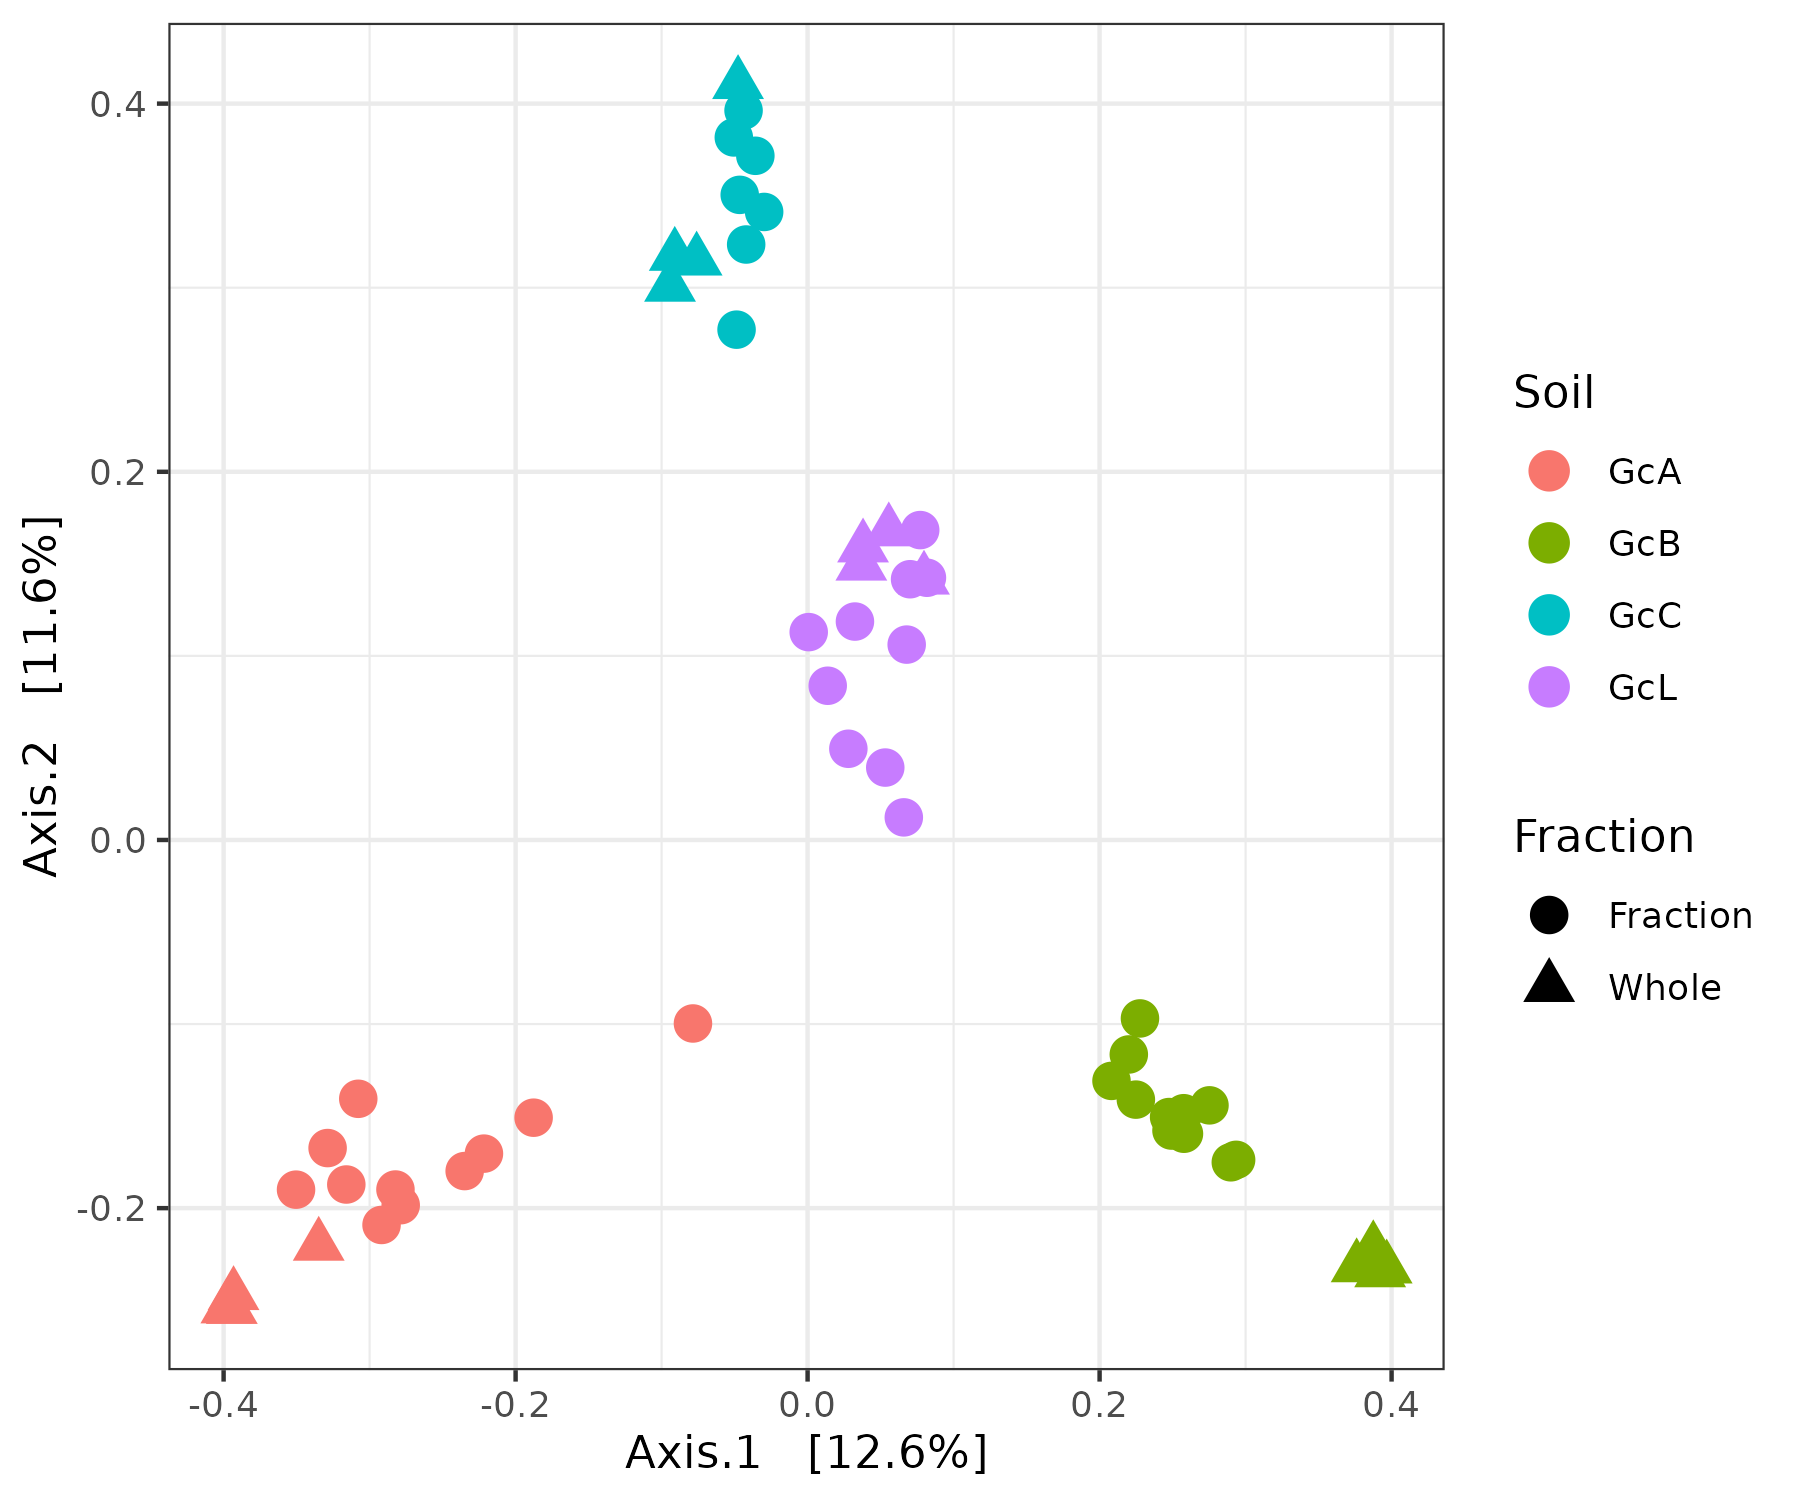 Axis.2 [11.6%]
0.4
0.2
0.0
-0.2
-0.4
-0.2
0.0
0.2
0.4
Axis.1 [12.6%]
Soil
GcA
GcB
GcC
GcL
Fraction
Fraction
Whole